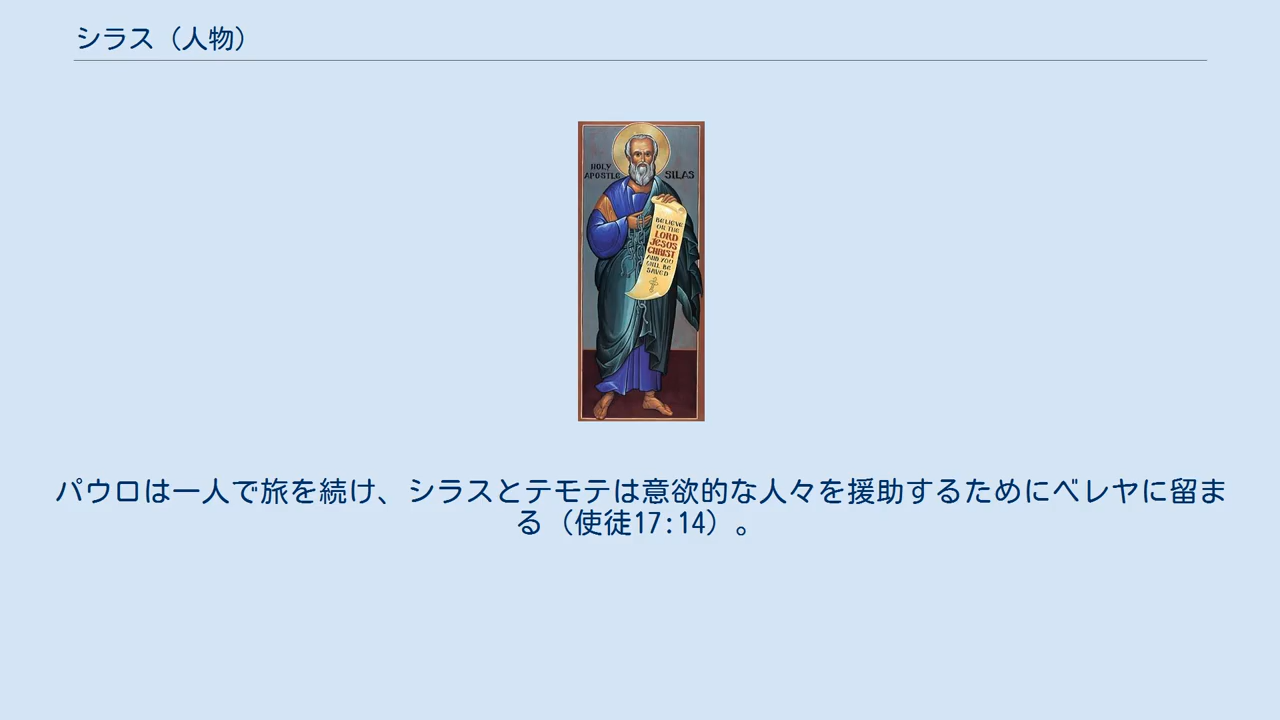 シラス（人物）
HOLY
APOSTLE
SILAS
BELIEVE
ON THE
LORD
JESUS
CHRIST
AND YOU
SHALL BE
SAVED
パウロは一人で旅を続け、シラスとテモテは意欲的な人々を援助するためにベレヤに留ま
る（使徒17:14）。